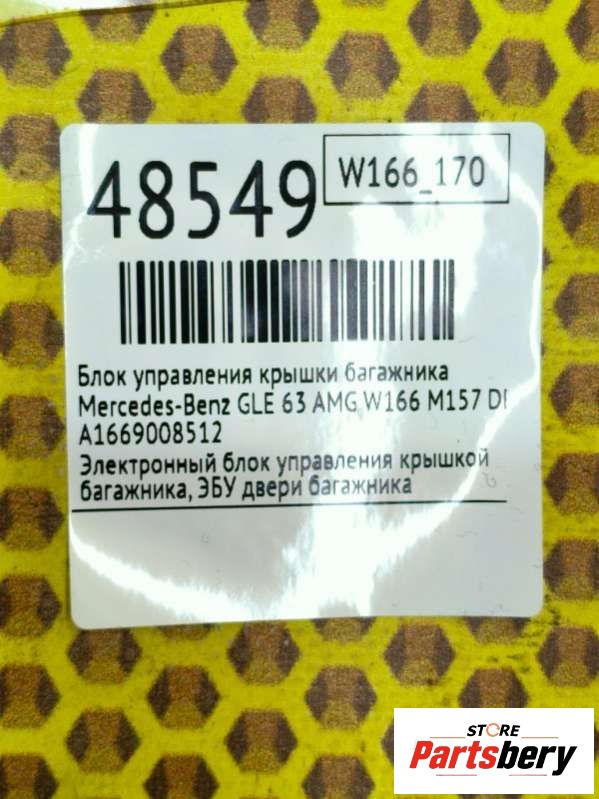 48549
W166_170
Блок управления крышки багажника
Mercedes-Benz GLE 63 AMG W166 M157 DI
A1669008512
Электронный блок управления крышкой
багажника, ЭБУ двери багажника
STORE
Partsbery